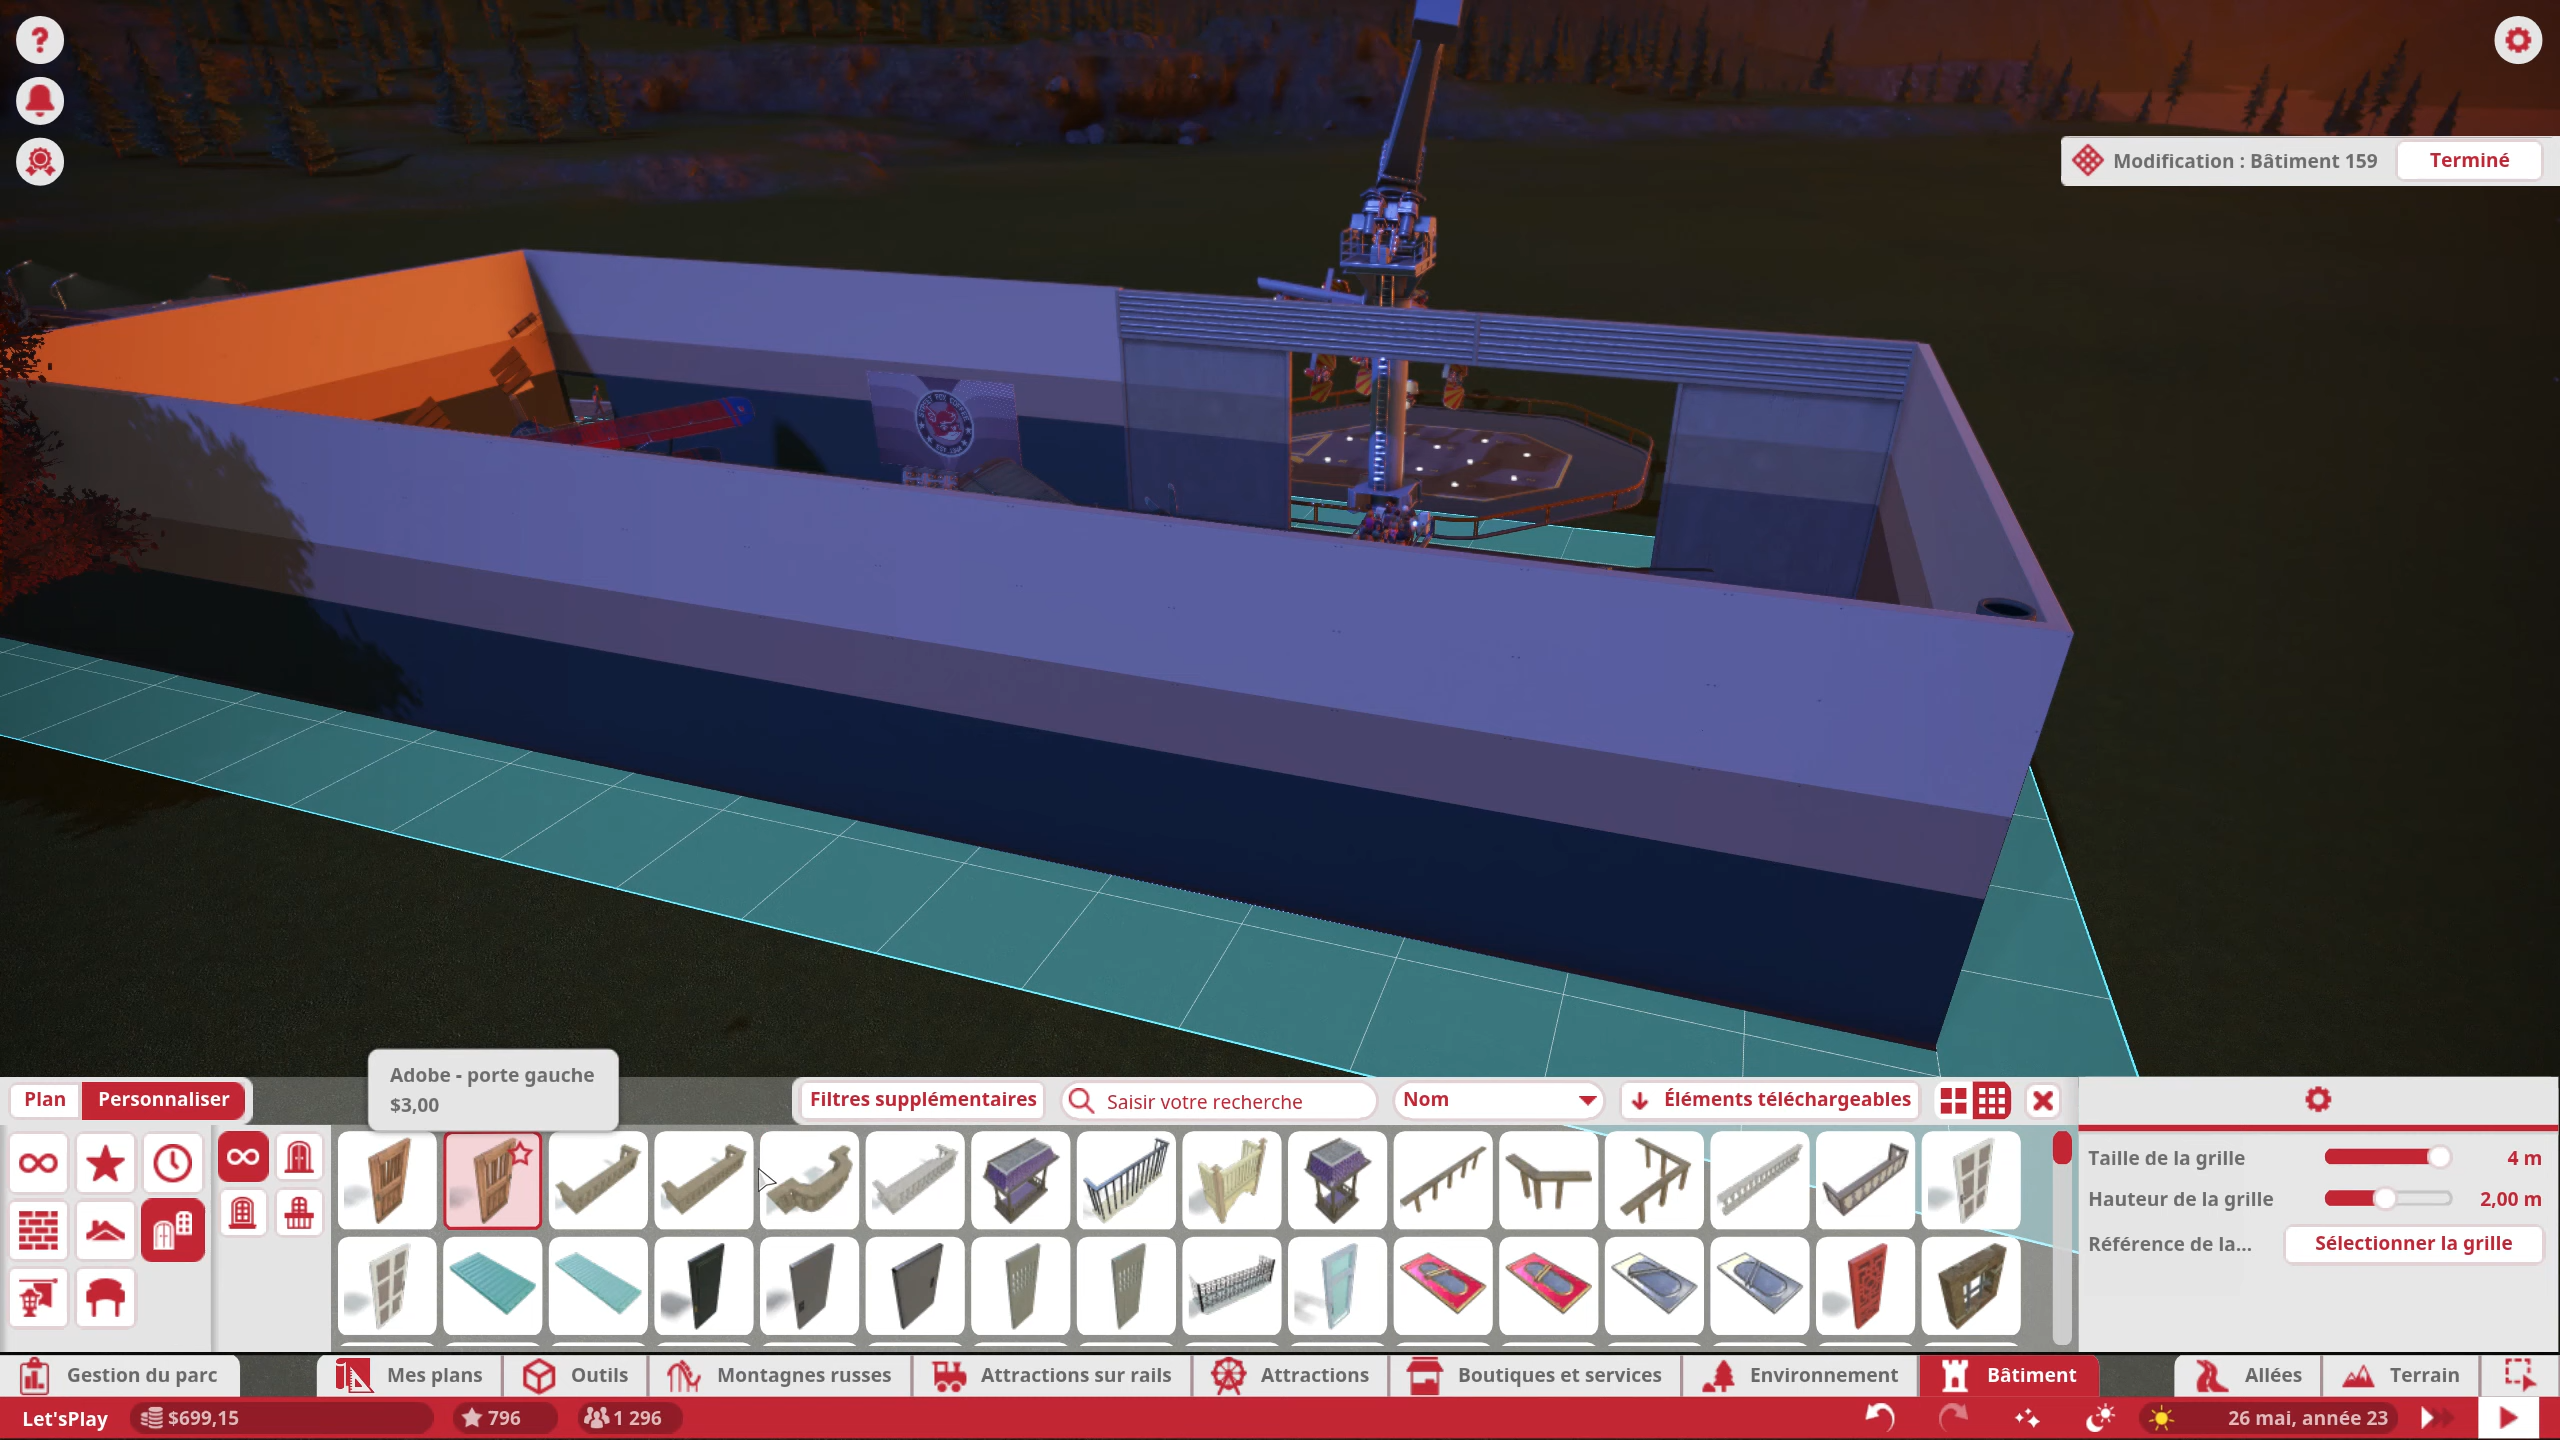 Modification : Bâtiment 159
Terminé
Adobe - porte gauche
$3,00
Plan
Personnaliser
Filtres supplémentaires
Saisir votre recherche
Nom
Éléments téléchargeables
Taille de la grille
4 m
Hauteur de la grille
2,00 m
Référence de la...
Sélectionner la grille
Gestion du parc
Mes plans
Outils
Montagnes russes
Attractions sur rails
Attractions
Boutiques et services
Environnement
Bâtiment
Allées
Terrain
Let'sPlay
$699,15
796
1 296
26 mai, année 23